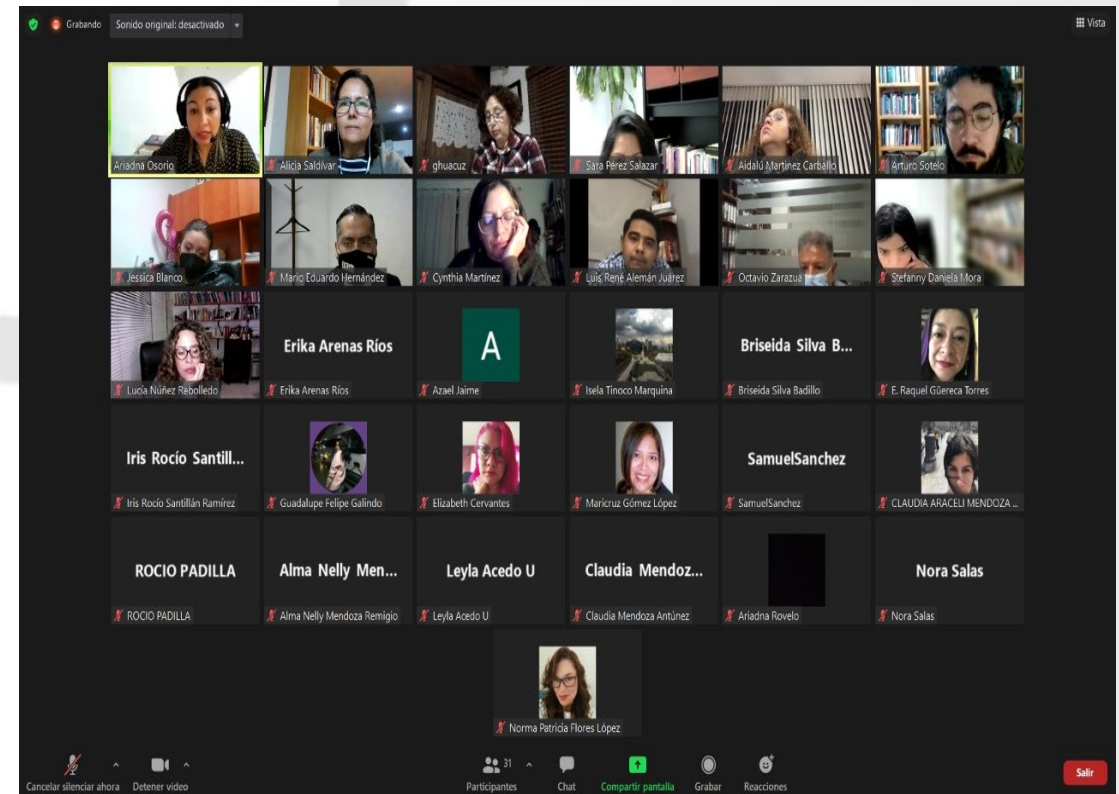 Grabando
Sonido original: desactivado
Vista
Ariadna Osorio
Alicia Saldívar
ghuacuz
Sara Pérez Salazar
Aidalú Martínez Carballo
Arturo Sotelo
Jessica Blanco
Mario Eduardo Hernández
Cynthia Martínez
Luis René Alemán Juárez
Octavio Zarazua
Stefanny Daniela Mora
Lucía Núñez Rebolledo
Erika Arenas Ríos
Erika Arenas Ríos
A
Azael Jaime
Isela Tinoco Marquina
Briseida Silva B...
Briseida Silva Badillo
E. Raquel Güereca Torres
Iris Rocío Santill...
Iris Rocío Santillán Ramírez
Guadalupe Felipe Galindo
Elizabeth Cervantes
Maricruz Gómez López
SamuelSanchez
SamuelSanchez
CLAUDIA ARACELI MENDOZA ...
ROCIO PADILLA
ROCIO PADILLA
Alma Nelly Men...
Alma Nelly Mendoza Remigio
Leyla Acedo U
Leyla Acedo U
Claudia Mendoz...
Claudia Mendoza Antúnez
Ariadna Rovelo
Nora Salas
Nora Salas
Norma Patricia Flores López
Cancelar silenciar ahora
Detener video
Participantes
31
Chat
Compartir pantalla
Grabar
Reacciones
Salir